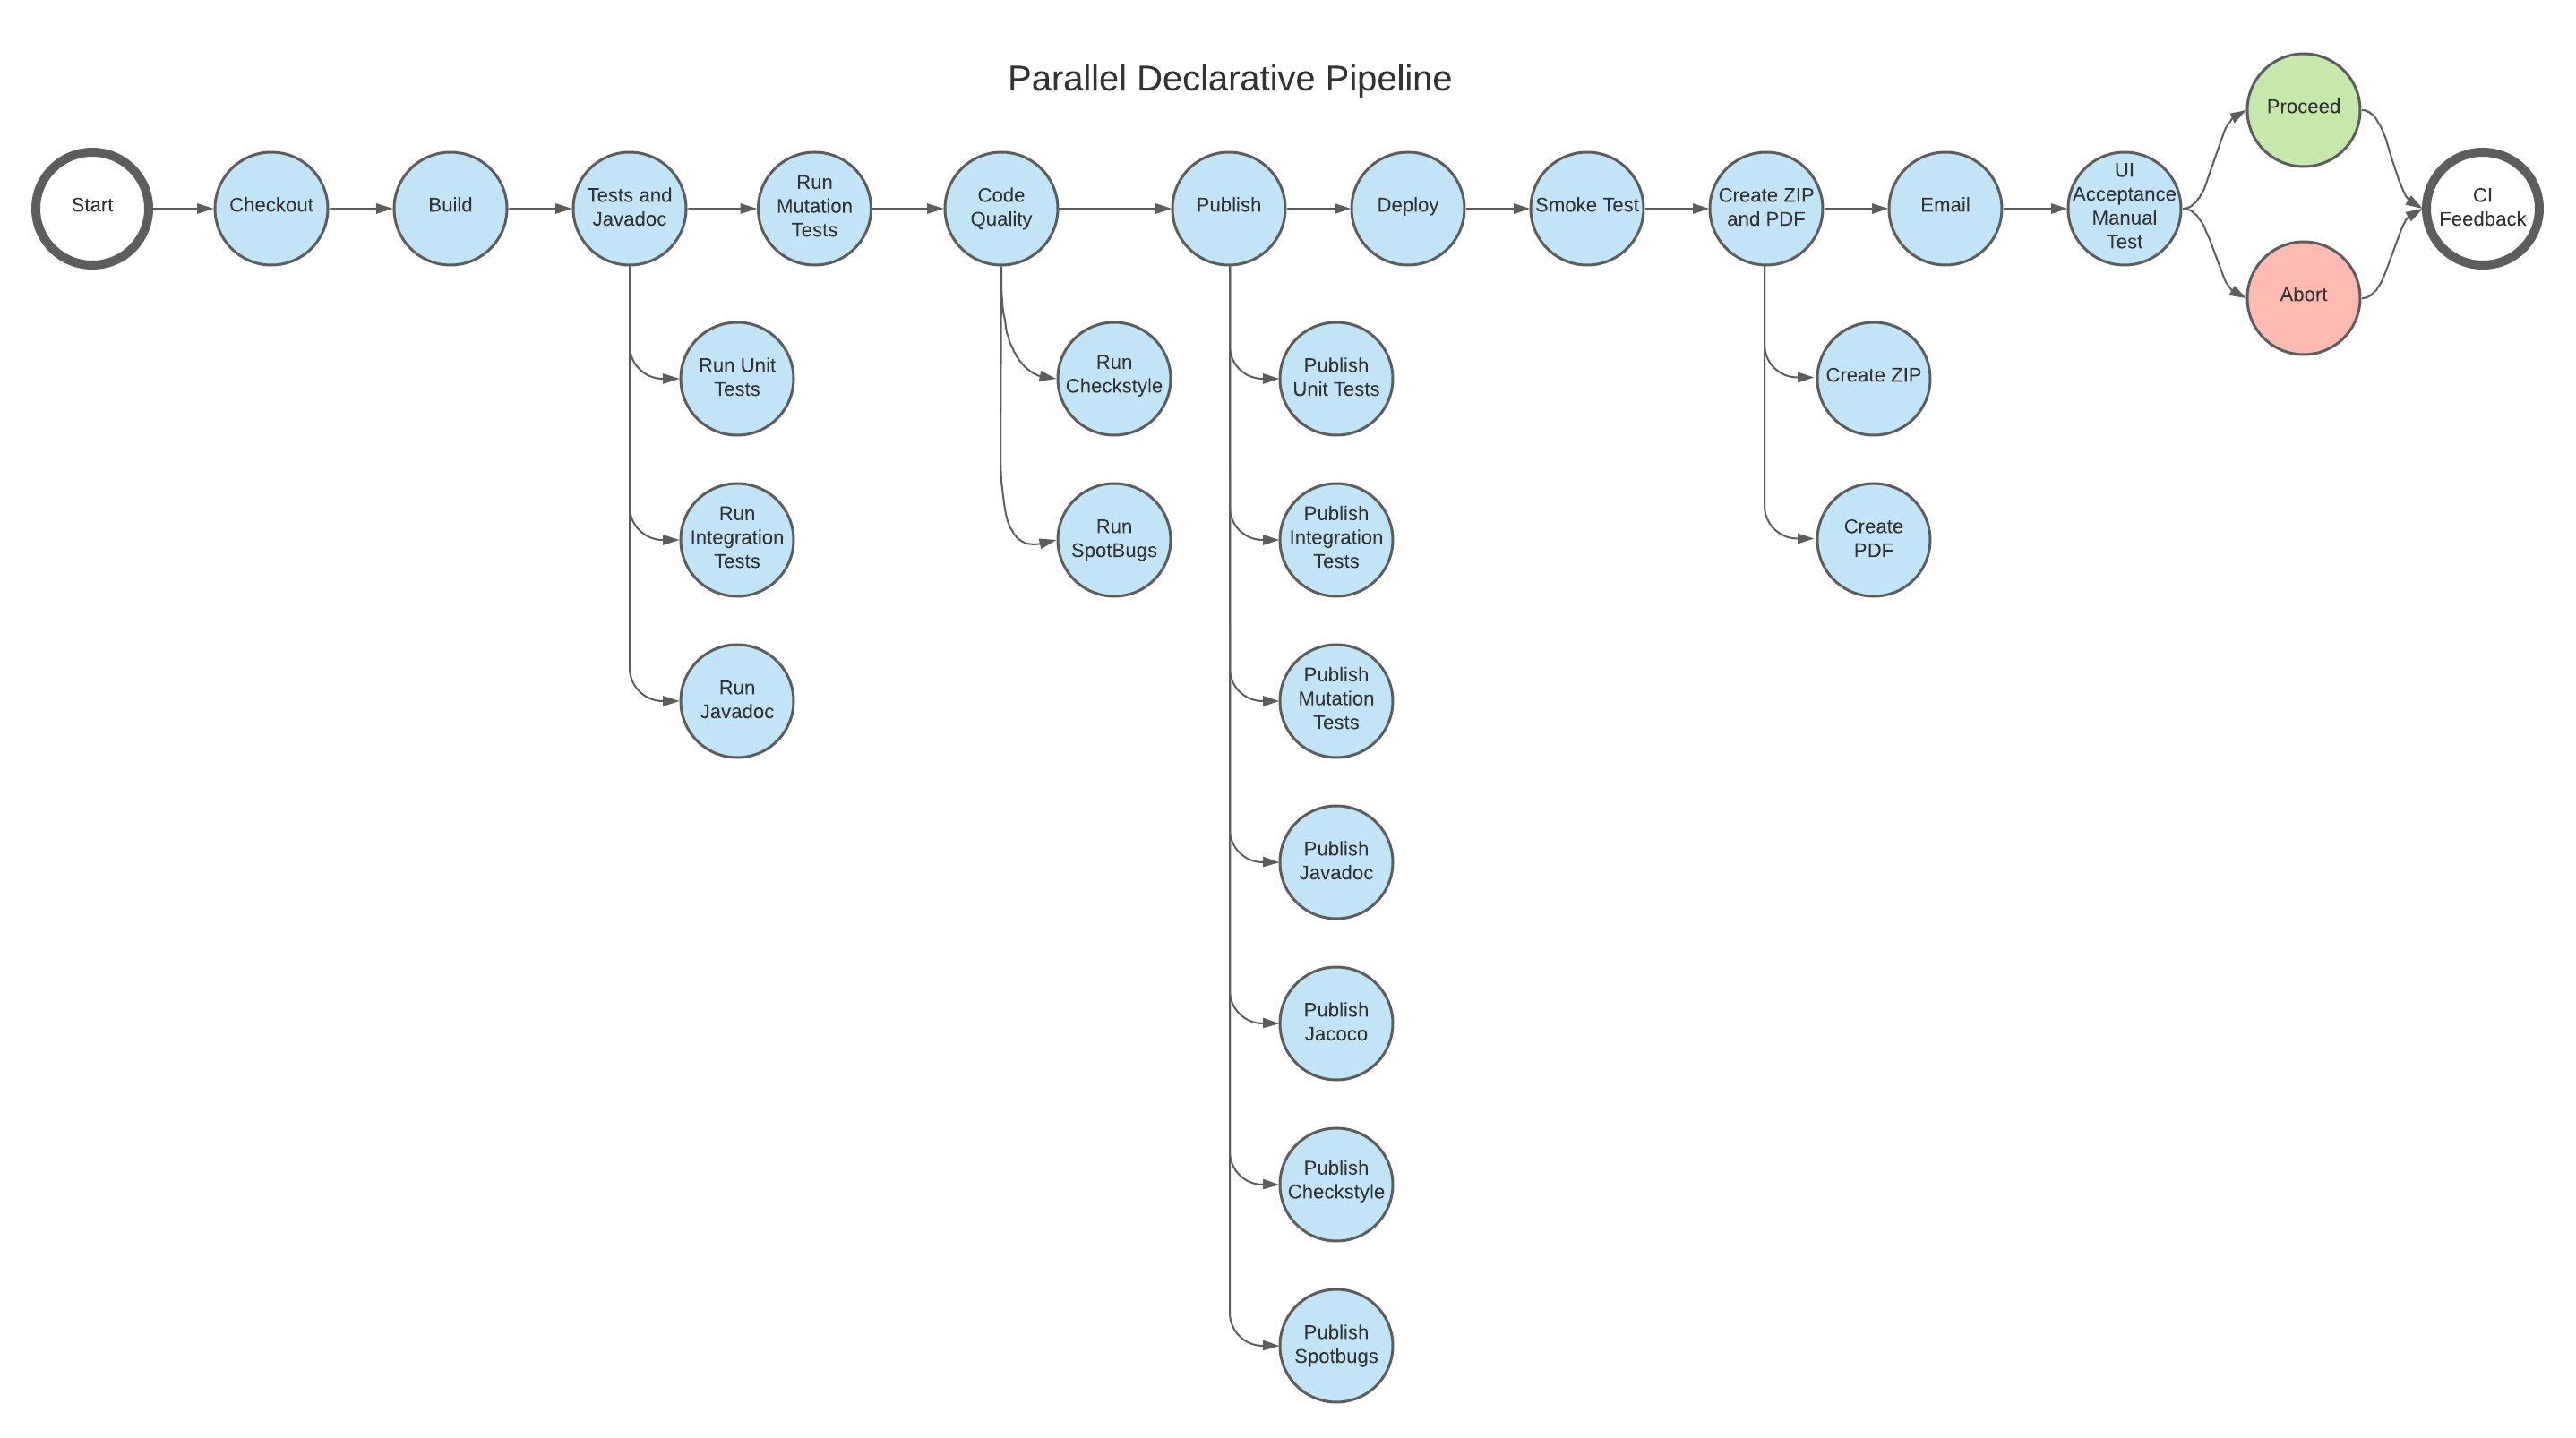 Parallel Declarative Pipeline
Start
Checkout
Build
Tests and
Javadoc
Run
Mutation
Tests
Code
Quality
Publish
Deploy
Smoke Test
Create ZIP
and PDF
Email
UI
Acceptance
Manual
Test
Proceed
Abort
CI
Feedback
Run Unit
Tests
Run
Integration
Tests
Run
Javadoc
Run
Checkstyle
Run
SpotBugs
Publish
Unit Tests
Publish
Integration
Tests
Publish
Mutation
Tests
Publish
Javadoc
Publish
Jacoco
Publish
Checkstyle
Publish
Spotbugs
Create ZIP
Create
PDF